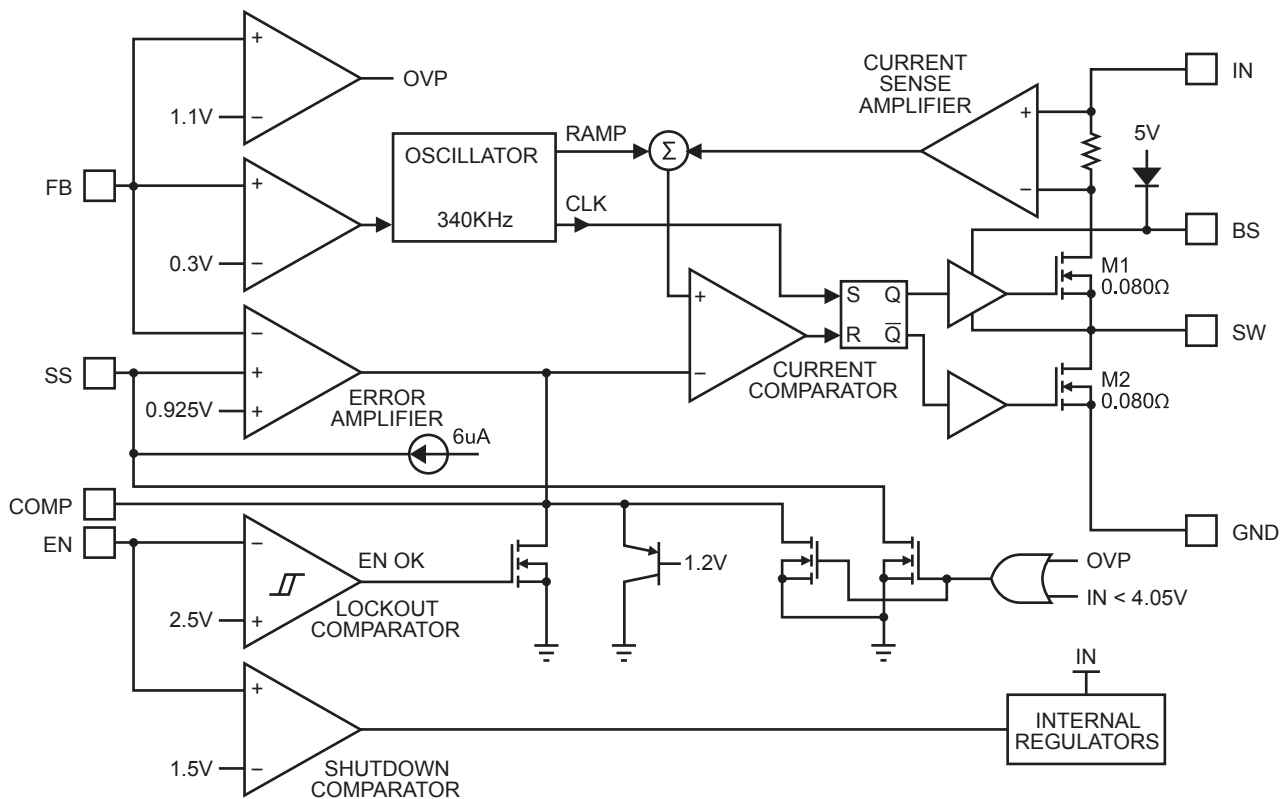 +
OVP
1.1V
−
CURRENT
SENSE
AMPLIFIER
+
−
IN
5V
RAMP
Σ
OSCILLATOR
340KHz
CLK
FB
+
0.3V
−
BS
M1
0.080Ω
+
−
CURRENT
COMPARATOR
S
Q
R
Q̅
SW
M2
0.080Ω
SS
−
+
0.925V
+
ERROR
AMPLIFIER
6uA
COMP
EN
−
EN OK
2.5V
+
LOCKOUT
COMPARATOR
1.2V
OVP
IN < 4.05V
GND
+
1.5V
−
SHUTDOWN
COMPARATOR
IN
INTERNAL
REGULATORS